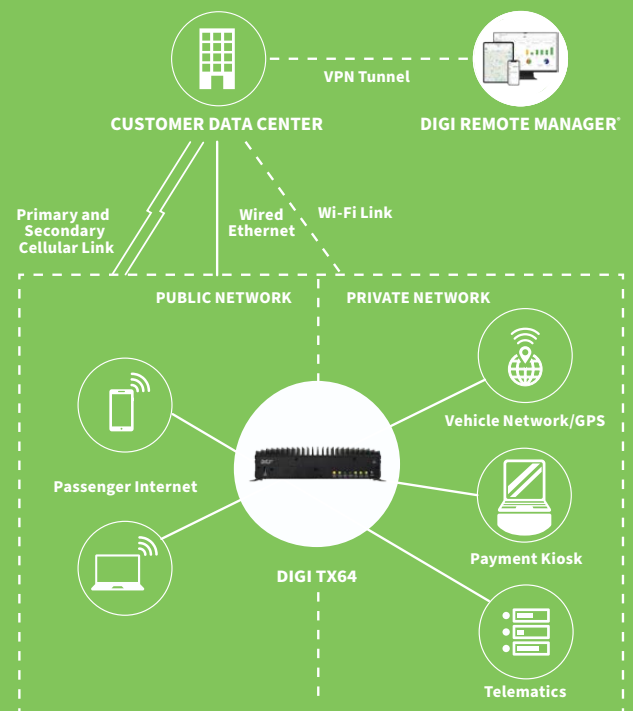 VPN Tunnel
CUSTOMER DATA CENTER
DIGI REMOTE MANAGER®
Primary and
Secondary
Cellular Link
Wired
Ethernet
Wi-Fi Link
PUBLIC NETWORK
PRIVATE NETWORK
Vehicle Network/GPS
Passenger Internet
Payment Kiosk
DIGI TX64
Telematics